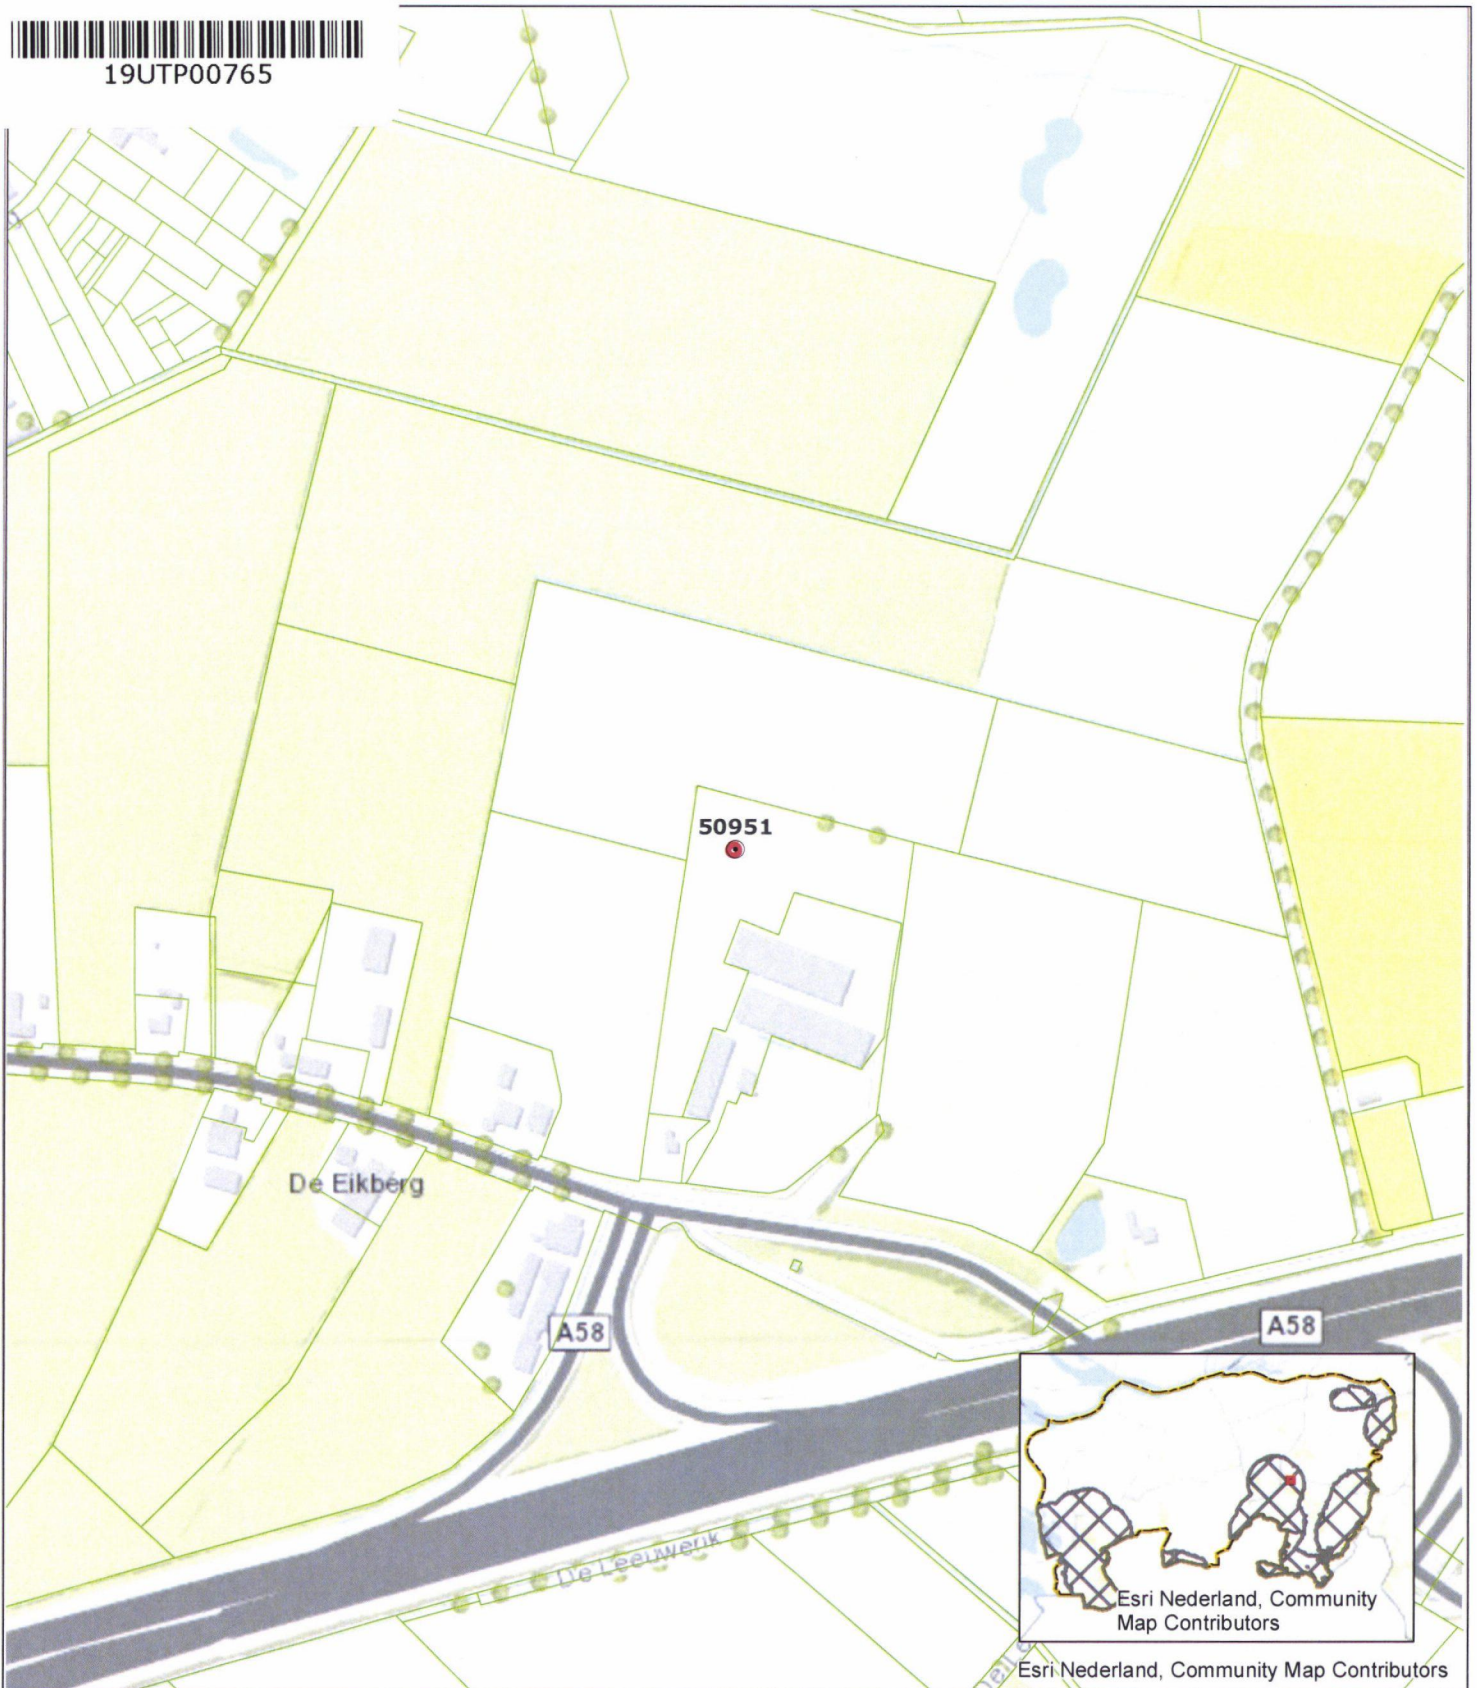 19UTP00765
50951
De Eikberg
A58
A58
De Leeuwerik
Esri Nederland, Community
Map Contributors
Esri Nederland, Community Map Contributors